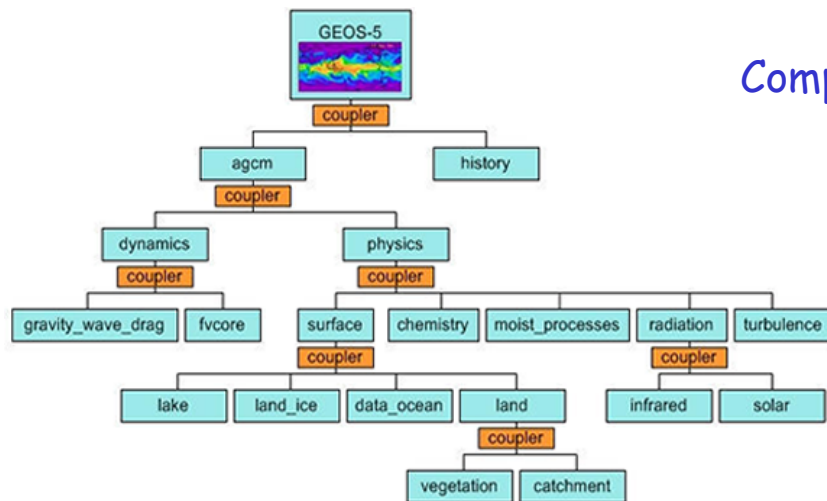 GEOS-5
Comp
coupler
agcm
history
coupler
dynamics
physics
coupler
coupler
gravity_wave_drag
fvcore
surface
chemistry
moist_processes
radiation
turbulence
coupler
coupler
lake
land_ice
data_ocean
land
infrared
solar
coupler
vegetation
catchment